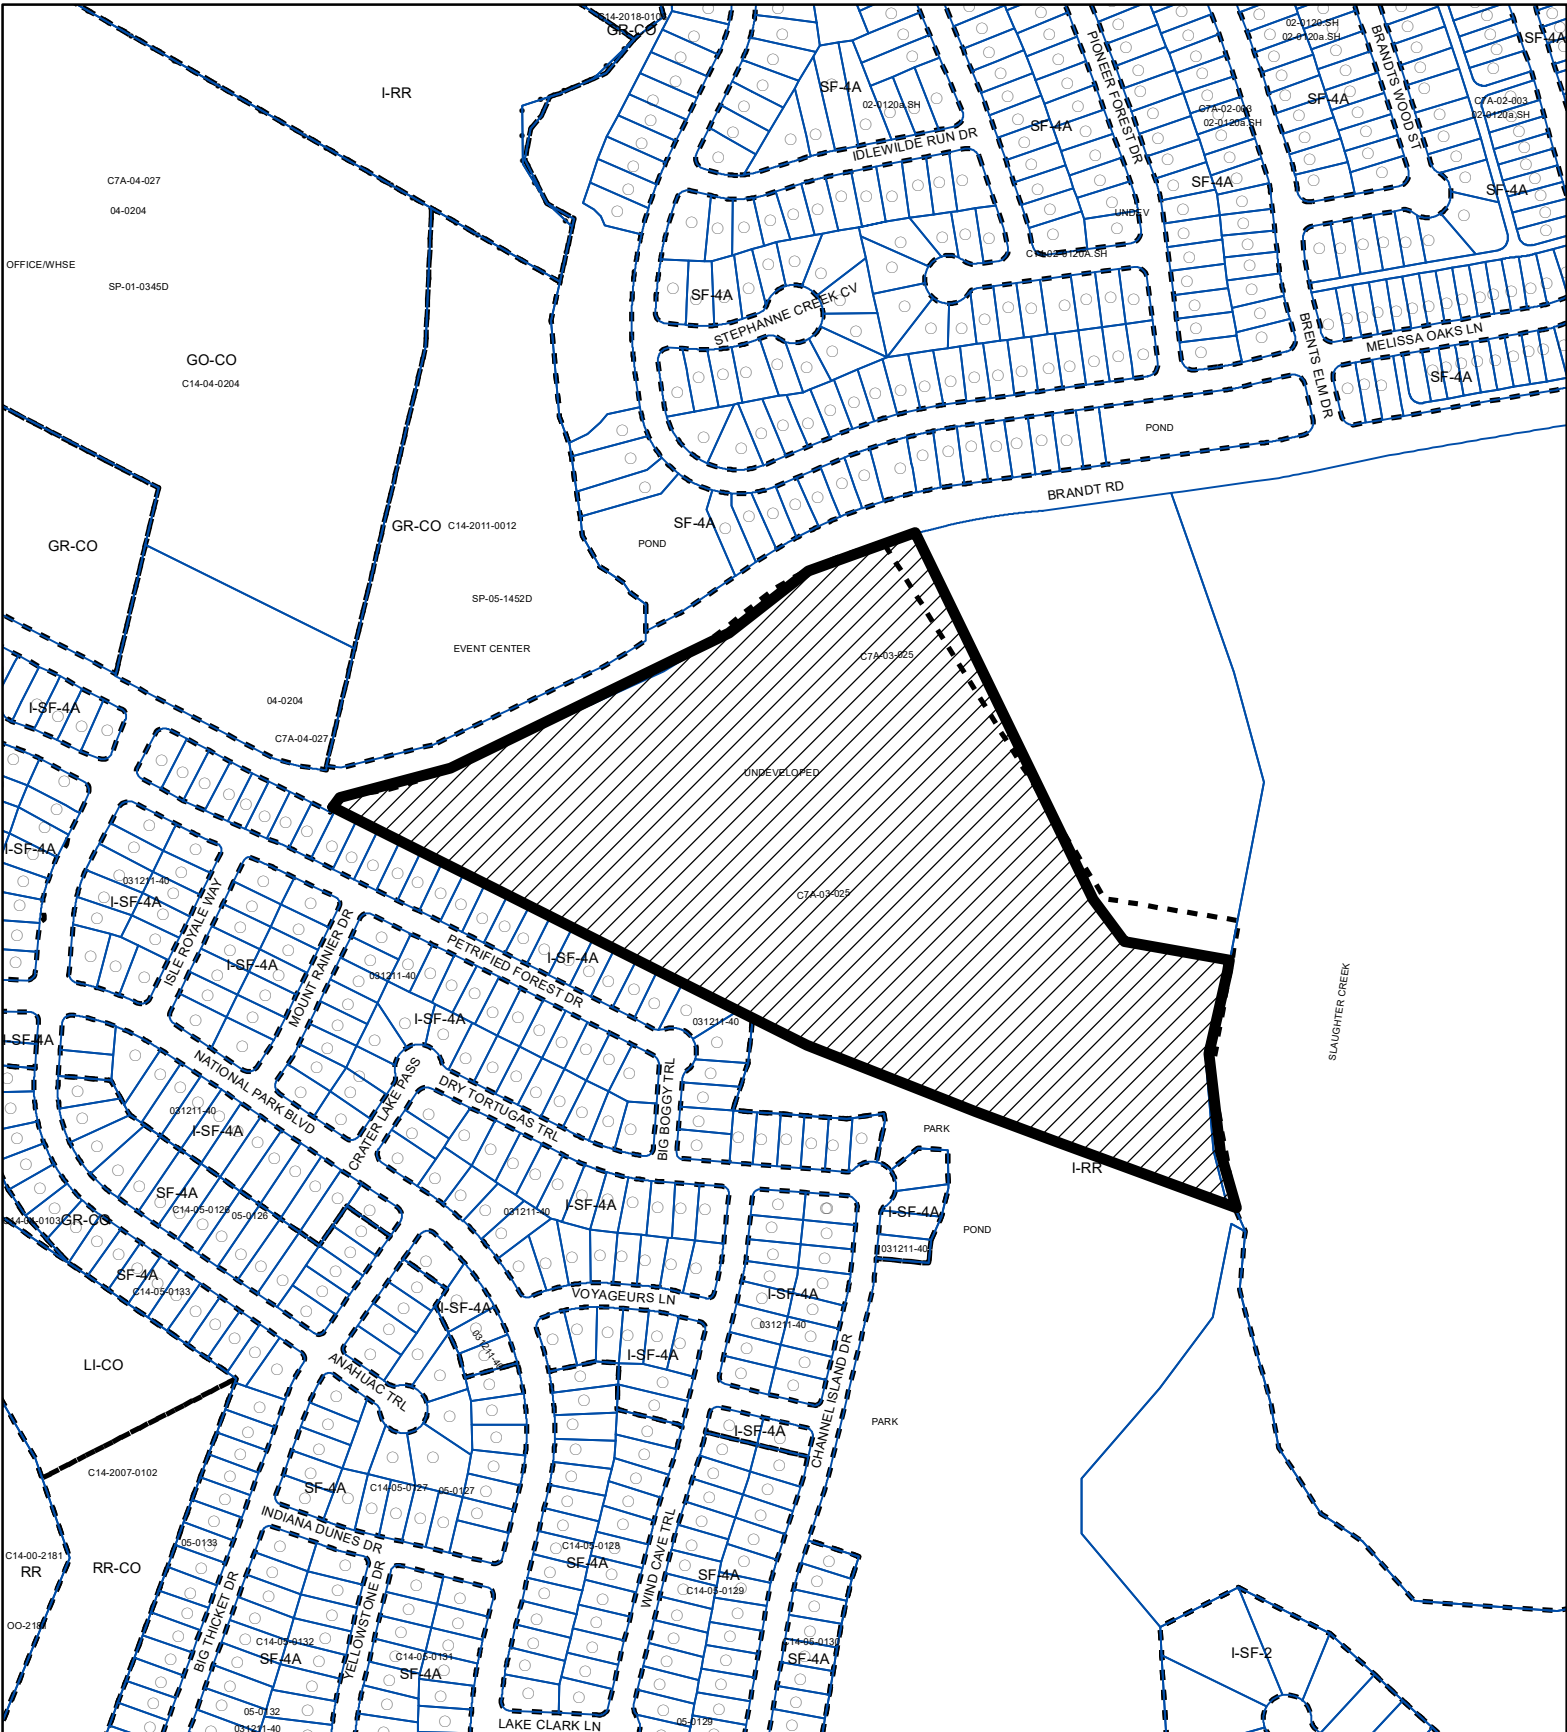 GR-CO
02-0120.SH
02-0120a.SH
SF-4A
I-RR
SF-4A
02-0120a.SH
PIONEER FOREST DR
BRANDTS WOOD ST
SF-4A
C7A-02-003
02-0120a.SH
C7A-02-003
02-0120a.SH
SF-4A
IDLEWILDE RUN DR
C7A-04-027
04-0204
SF-4A
SF-4A
UNDEV
OFFICE/WHSE
SP-01-0345D
SF-4A
STEPHANNE CREEK CV
BRENTS ELM DR
MELISSA OAKS LN
GO-CO
C14-04-0204
SF-4A
POND
BRANDT RD
GR-CO
C14-2011-0012
SF-4A
GR-CO
POND
SP-05-1452D
EVENT CENTER
C7A-03-025
04-0204
I-SF-4A
C7A-04-027
UNDEVELOPED
I-SF-4A
031211-40
I-SF-4A
C7A-03-025
ISLE ROYALE WAY
MOUNT RAINIER DR
PETRIFIED FOREST DR
I-SF-4A
I-SF-4A
031211-40
I-SF-4A
031211-40
SLAUGHTER CREEK
I-SF-4A
NATIONAL PARK BLVD
CRATER LAKE PASS
DRY TORTUGAS TRL
BIG BOGGY TRL
031211-40
I-SF-4A
PARK
I-RR
SF-4A
C14-05-0126
05-0126
031211-40
I-SF-4A
GR-CO
I-SF-4A
POND
031211-40
SF-4A
C14-05-0133
VOYAGEURS LN
I-SF-4A
I-SF-4A
031211-40
031211-40
I-SF-4A
LI-CO
ANAHUAC TRL
CHANNEL ISLAND DR
PARK
I-SF-4A
C14-2007-0102
SF-4A
C14-05-0127
05-0127
INDIANA DUNES DR
05-0133
C14-00-2181
RR
RR-CO
C14-05-0128
SF-4A
WIND CAVE TRL
SF-4A
C14-05-0129
BIG THICKET DR
YELLOWSTONE DR
C14-05-0132
SF-4A
C14-05-0131
SF-4A
C14-05-0130
SF-4A
I-SF-2
05-0132
031211-40
LAKE CLARK LN
05-0129